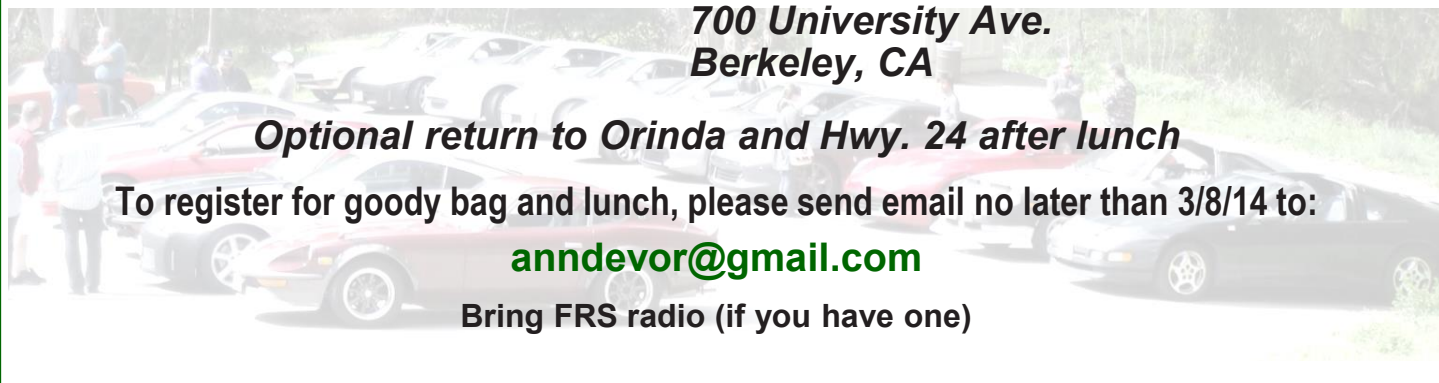 700 University Ave.
Berkeley, CA
Optional return to Orinda and Hwy. 24 after lunch
To register for goody bag and lunch, please send email no later than 3/8/14 to:
anndevor@gmail.com
Bring FRS radio (if you have one)